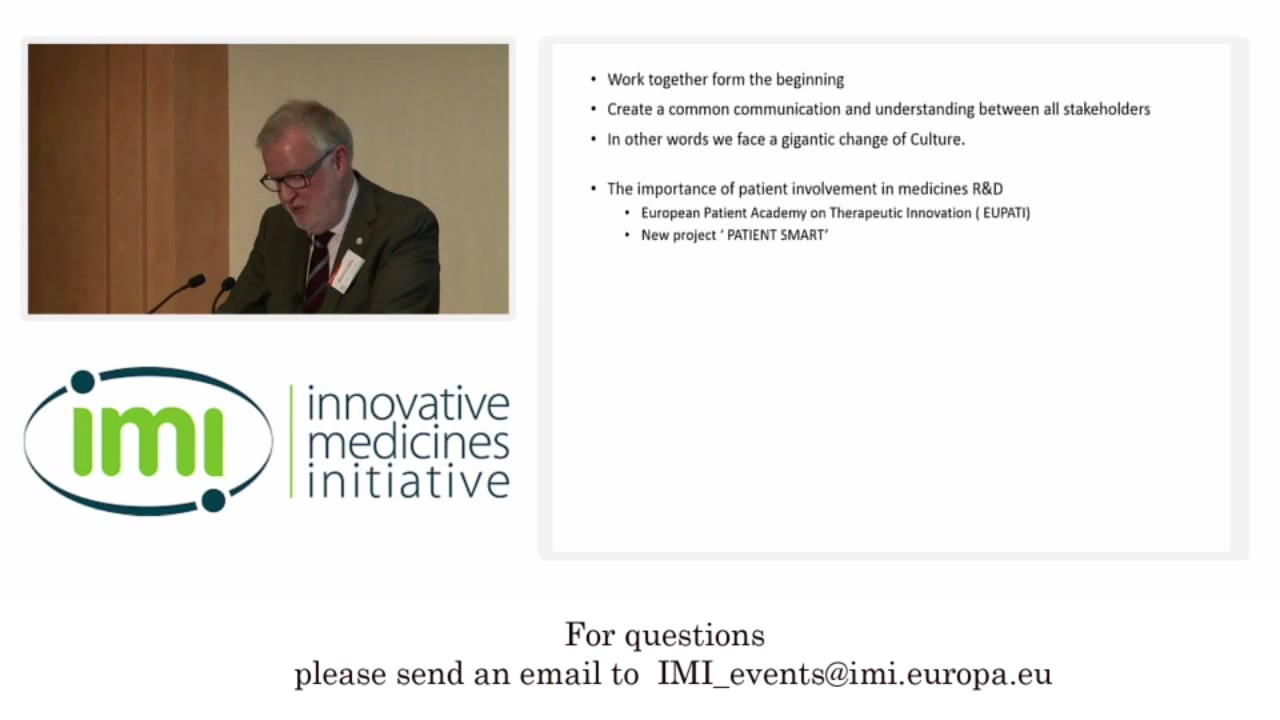 • Work together form the beginning
• Create a common communication and understanding between all stakeholders
• In other words we face a gigantic change of Culture.
• The importance of patient involvement in medicines R&D
• European Patient Academy on Therapeutic Innovation ( EUPATI)
• New project ‘ PATIENT SMART’
imi
innovative
medicines
initiative
For questions
please send an email to IMI_events@imi.europa.eu